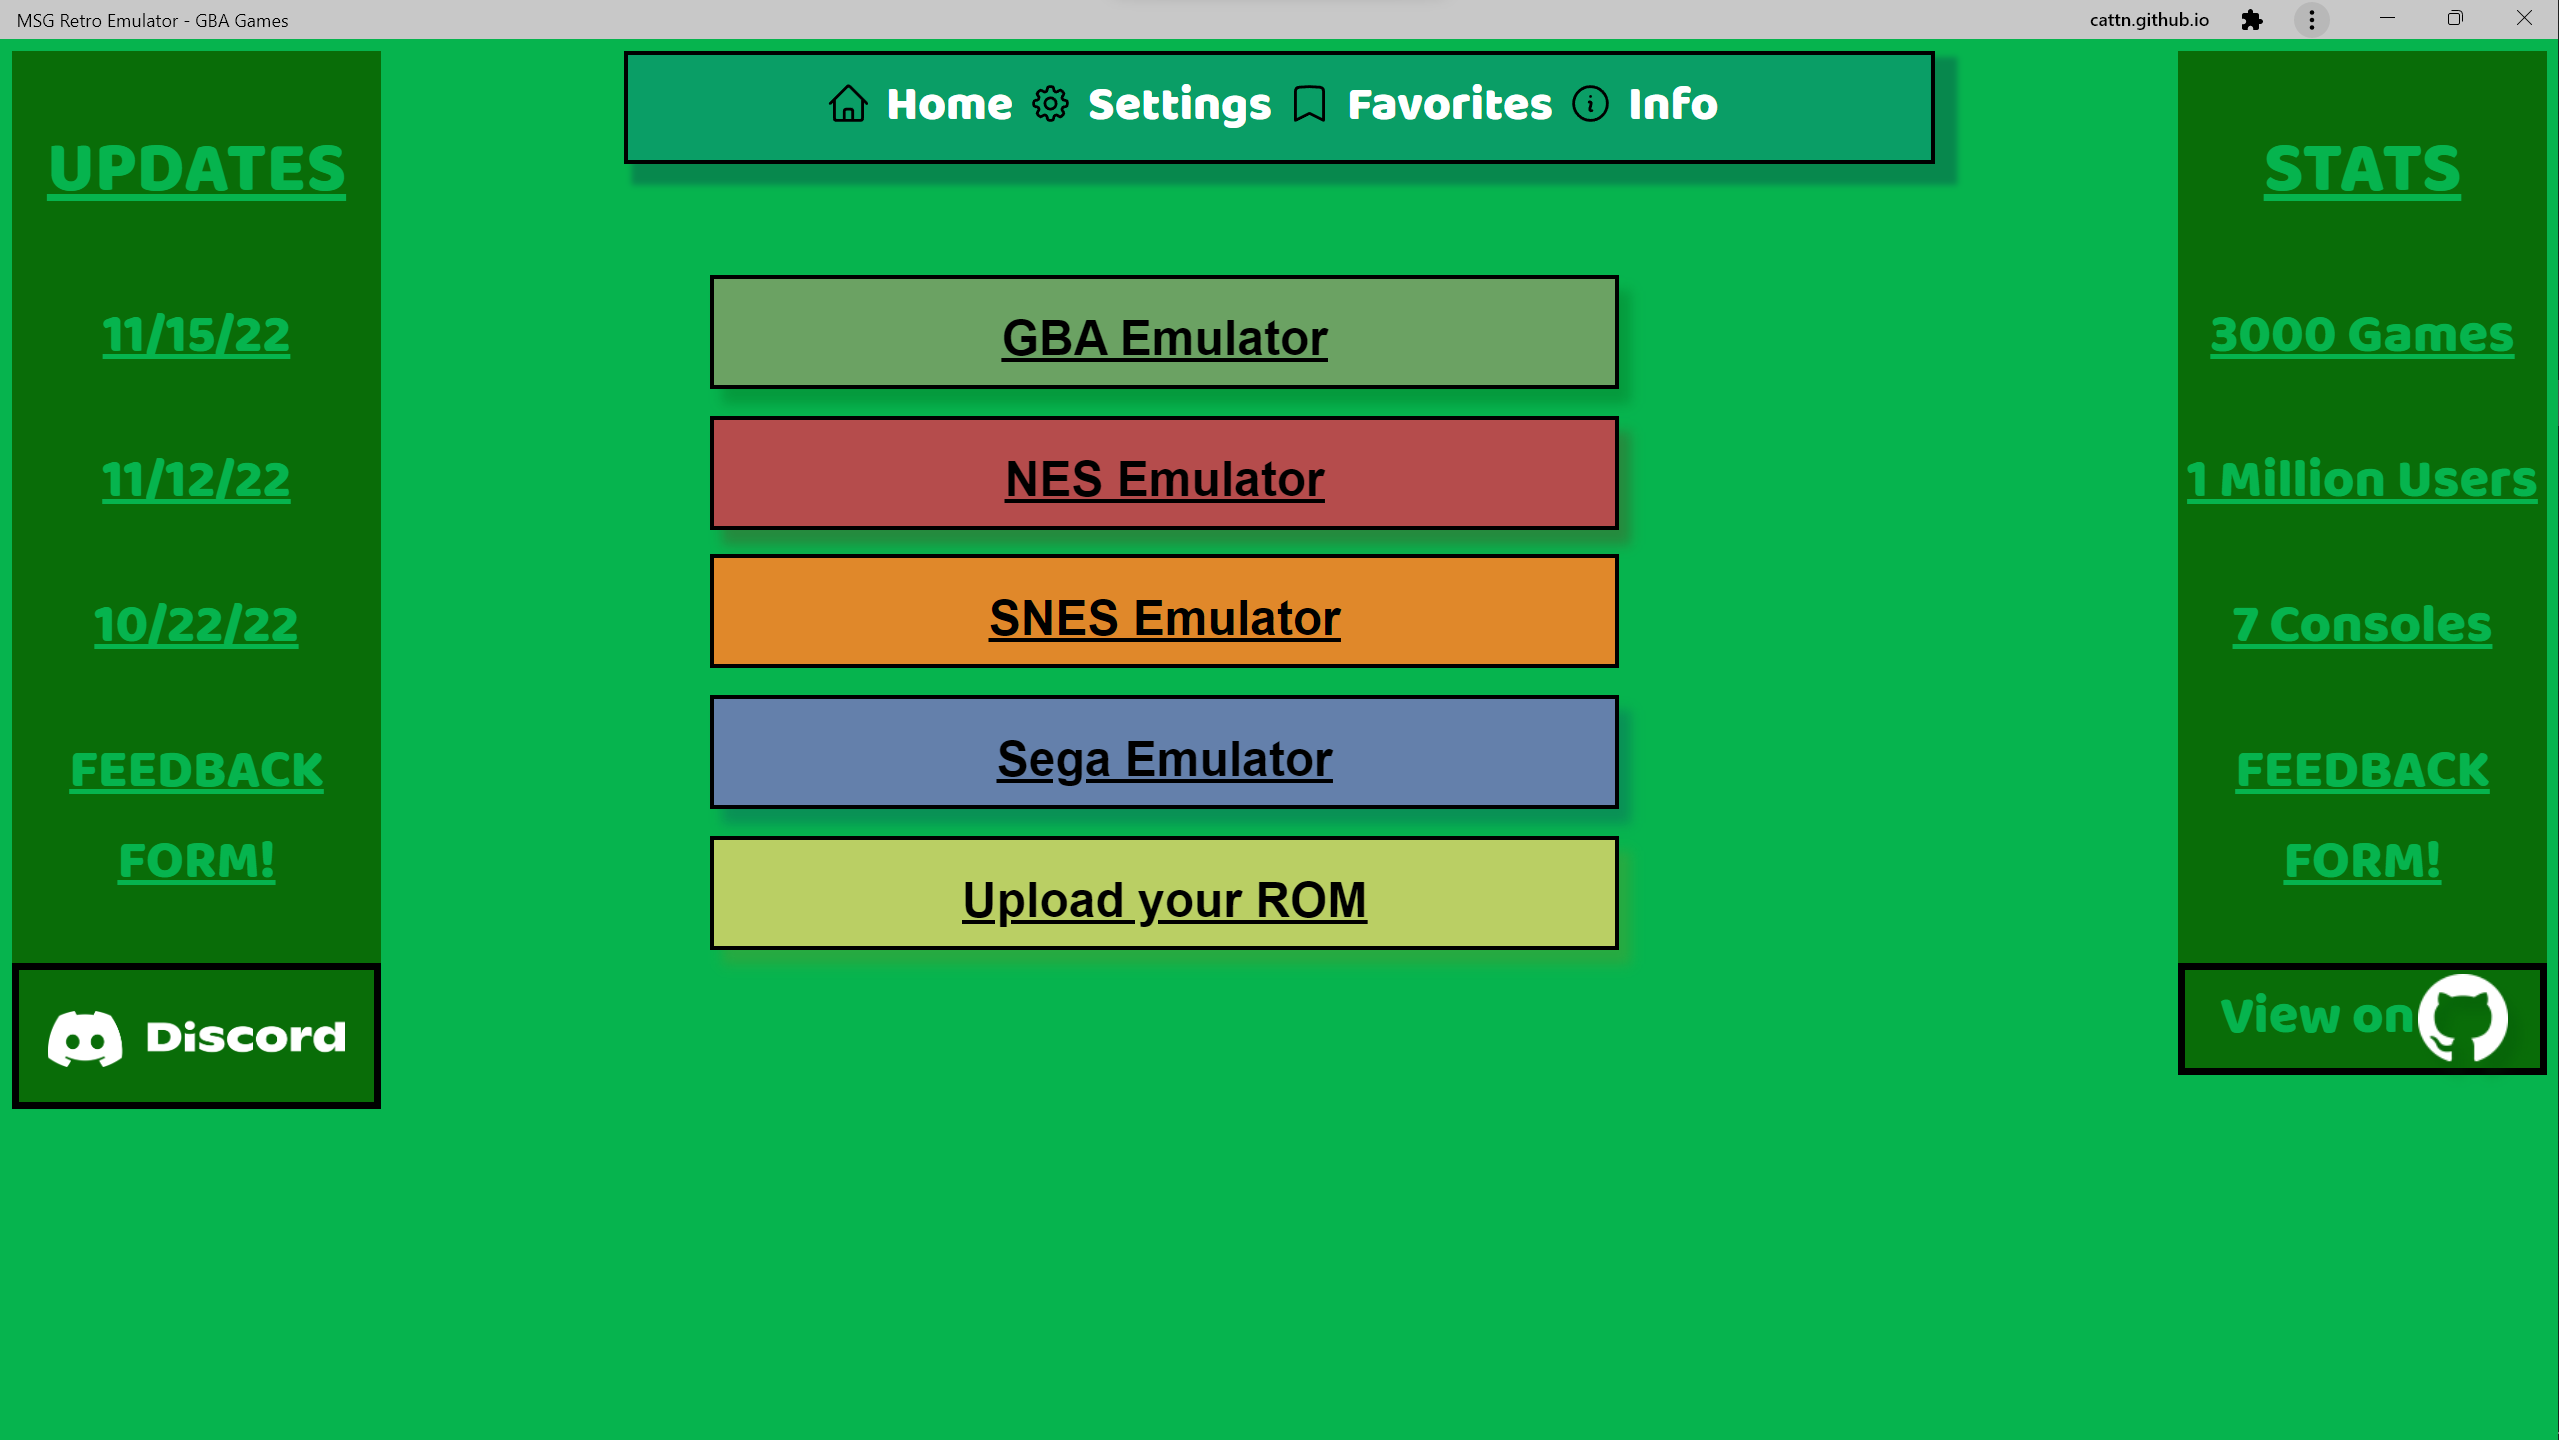 MSG Retro Emulator - GBA Games
cattn.github.io
Home Settings Favorites Info
UPDATES
11/15/22
11/12/22
10/22/22
FEEDBACK
FORM!
Discord
GBA Emulator
NES Emulator
SNES Emulator
Sega Emulator
Upload your ROM
STATS
3000 Games
1 Million Users
7 Consoles
FEEDBACK
FORM!
View on